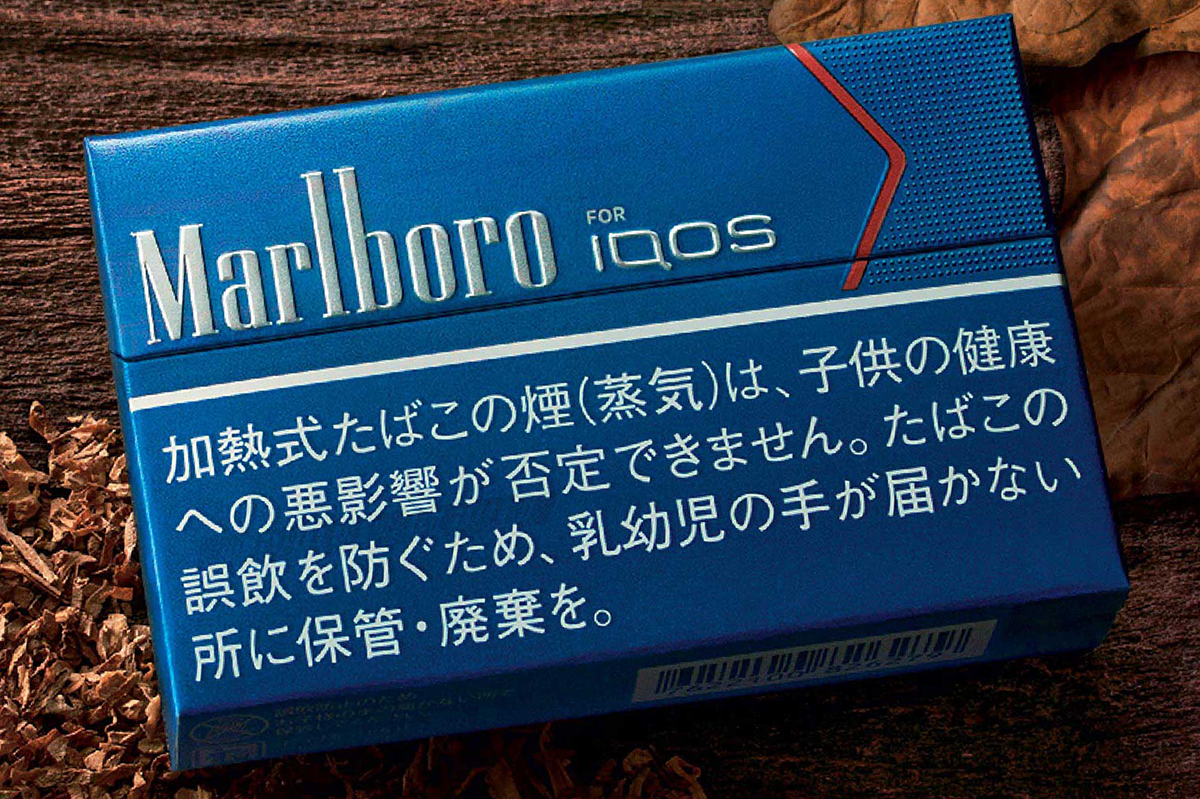 Marlboro FOR IQOS
加熱式たばこの煙(蒸気)は、子供の健康
への悪影響が否定できません。たばこの
誤飲を防ぐため、乳幼児の手が届かない
所に保管・廃棄を。